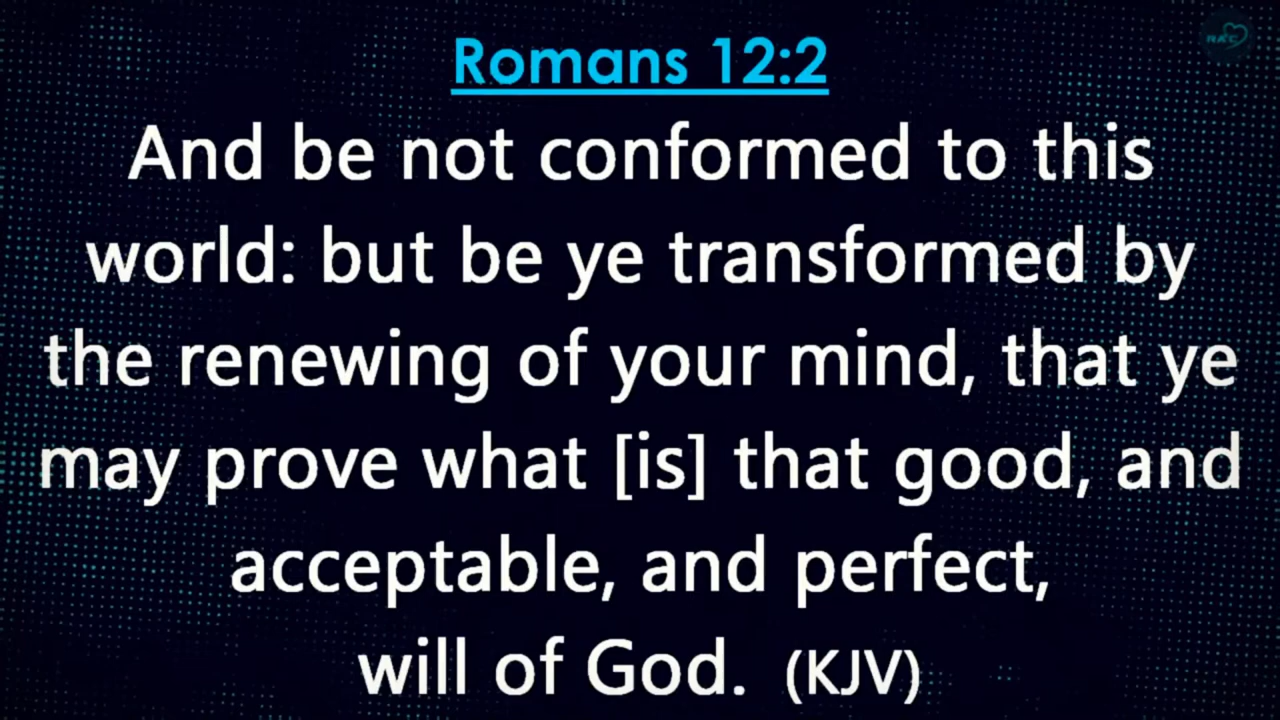 Romans 12:2
And be not conformed to this
world: but be ye transformed by
the renewing of your mind, that ye
may prove what [is] that good, and
acceptable, and perfect,
will of God. (KJV)